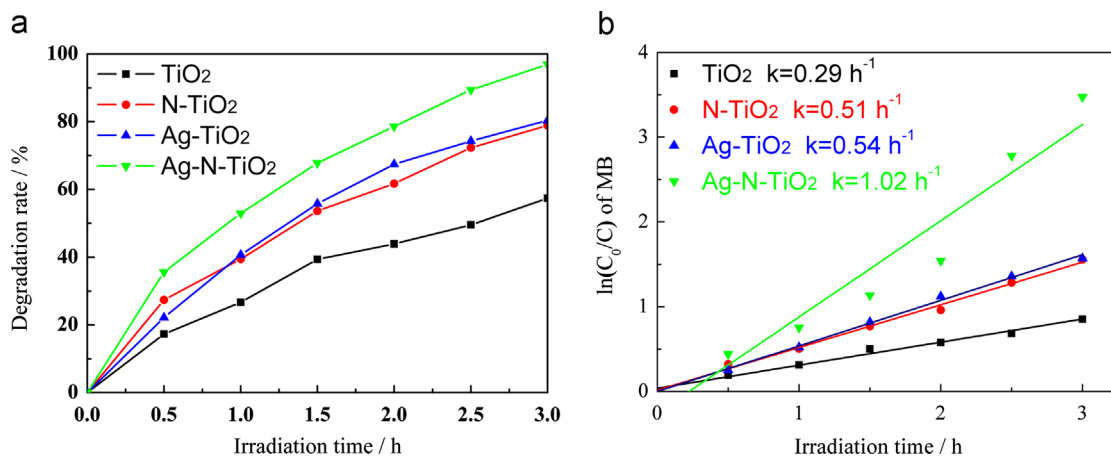 a
100
80
60
40
20
0
Degradation rate / %
TiO2
N-TiO2
Ag-TiO2
Ag-N-TiO2
0.0 0.5 1.0 1.5 2.0 2.5 3.0
Irradiation time / h
b
4
3
2
1
0
ln(C0/C) of MB
TiO2 k=0.29 h-1
N-TiO2 k=0.51 h-1
Ag-TiO2 k=0.54 h-1
Ag-N-TiO2 k=1.02 h-1
0 1 2 3
Irradiation time / h